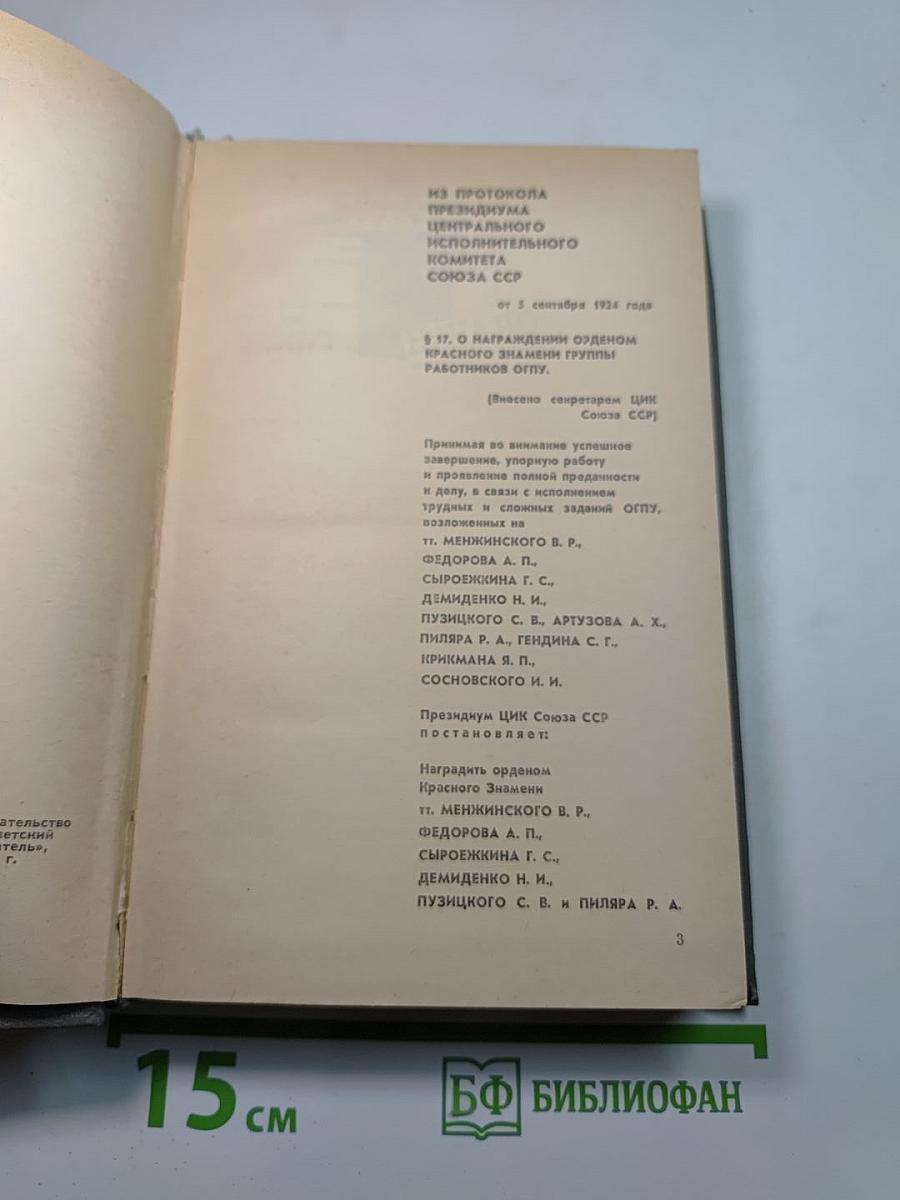 ательство
ветский
атель»,
г.
ИЗ ПРОТОКОЛА
ПРЕЗИДИУМА
ЦЕНТРАЛЬНОГО
ИСПОЛНИТЕЛЬНОГО
КОМИТЕТА
СОЮЗА ССР
от 5 сентября 1924 года
§ 17. О НАГРАЖДЕНИИ ОРДЕНОМ
КРАСНОГО ЗНАМЕНИ ГРУППЫ
РАБОТНИКОВ ОГПУ.
(Внесено секретарем ЦИК
Союза ССР)
Принимая во внимание успешное
завершение, упорную работу
и проявление полной преданности
к делу, в связи с исполнением
трудных и сложных заданий ОГПУ,
возложенных на
тт. МЕНЖИНСКОГО В. Р.,
ФЕДОРОВА А. П.,
СЫРОЕЖКИНА Г. С.,
ДЕМИДЕНКО Н. И.,
ПУЗИЦКОГО С. В., АРТУЗОВА А. Х.,
ПИЛЯРА Р. А., ГЕНДИНА С. Г.,
КРИКМАНА Я. П.,
СОСНОВСКОГО И. И.
Президиум ЦИК Союза ССР
постановляет:
Наградить орденом
Красного Знамени
тт. МЕНЖИНСКОГО В. Р.,
ФЕДОРОВА А. П.,
СЫРОЕЖКИНА Г. С.,
ДЕМИДЕНКО Н. И.,
ПУЗИЦКОГО С. В. и ПИЛЯРА Р. А.
3
15 см
БФ БИБЛИОФАН